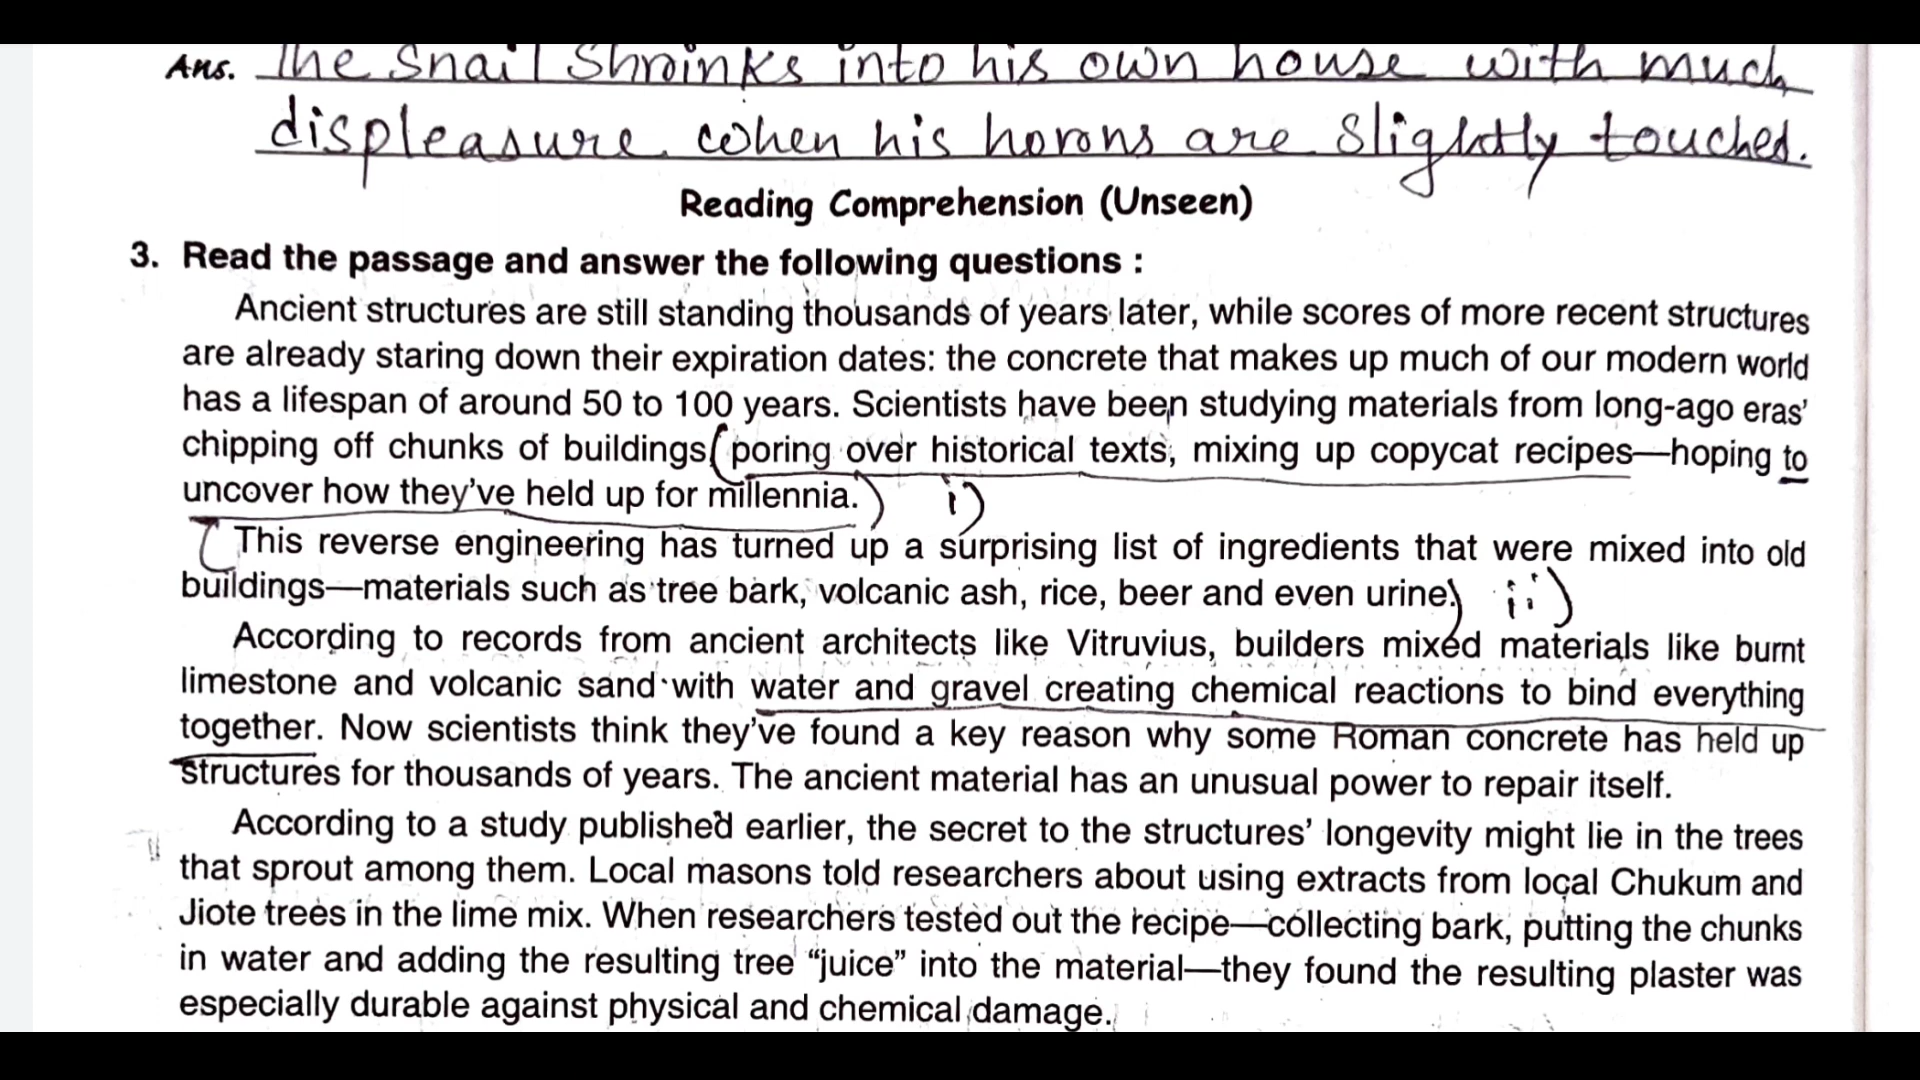 Ans. The Snail Shrinks into his own house with much
displeasure when his horons are slightly touched.
Reading Comprehension (Unseen)
3. Read the passage and answer the following questions :
Ancient structures are still standing thousands of years later, while scores of more recent structures
are already staring down their expiration dates: the concrete that makes up much of our modern world
has a lifespan of around 50 to 100 years. Scientists have been studying materials from long-ago eras'
chipping off chunks of buildings, (poring over historical texts, mixing up copycat recipes—hoping to
uncover how they've held up for millennia.) i)
(This reverse engineering has turned up a surprising list of ingredients that were mixed into old
buildings—materials such as tree bark, volcanic ash, rice, beer and even urine.) ii)
According to records from ancient architects like Vitruvius, builders mixed materials like burnt
limestone and volcanic sand with water and gravel creating chemical reactions to bind everything
together. Now scientists think they've found a key reason why some Roman concrete has held up
structures for thousands of years. The ancient material has an unusual power to repair itself.
According to a study published earlier, the secret to the structures' longevity might lie in the trees
that sprout among them. Local masons told researchers about using extracts from local Chukum and
Jiote trees in the lime mix. When researchers tested out the recipe—collecting bark, putting the chunks
in water and adding the resulting tree “juice” into the material—they found the resulting plaster was
especially durable against physical and chemical damage.